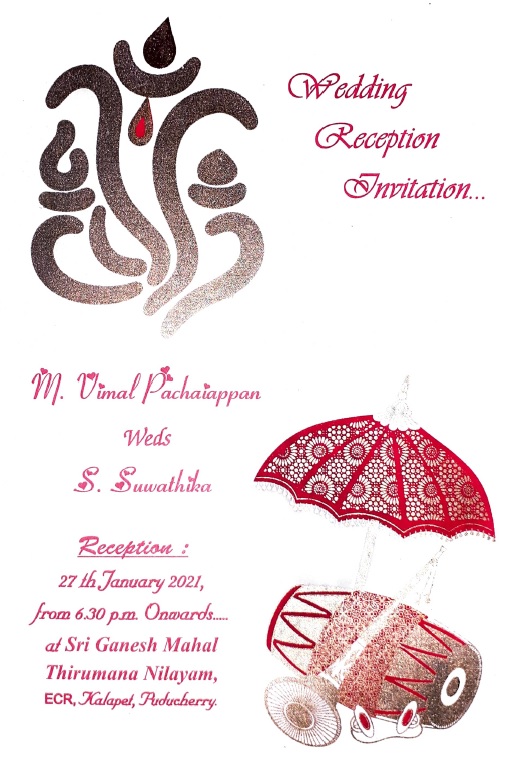 Wedding
Reception
Invitation...
M. Vimal Pachaiappan
Weds
S. Suwathika
Reception :
27 th January 2021,
from 6.30 p.m. Onwards.....
at Sri Ganesh Mahal
Thirumana Nilayam,
ECR, Kalapet, Puducherry.